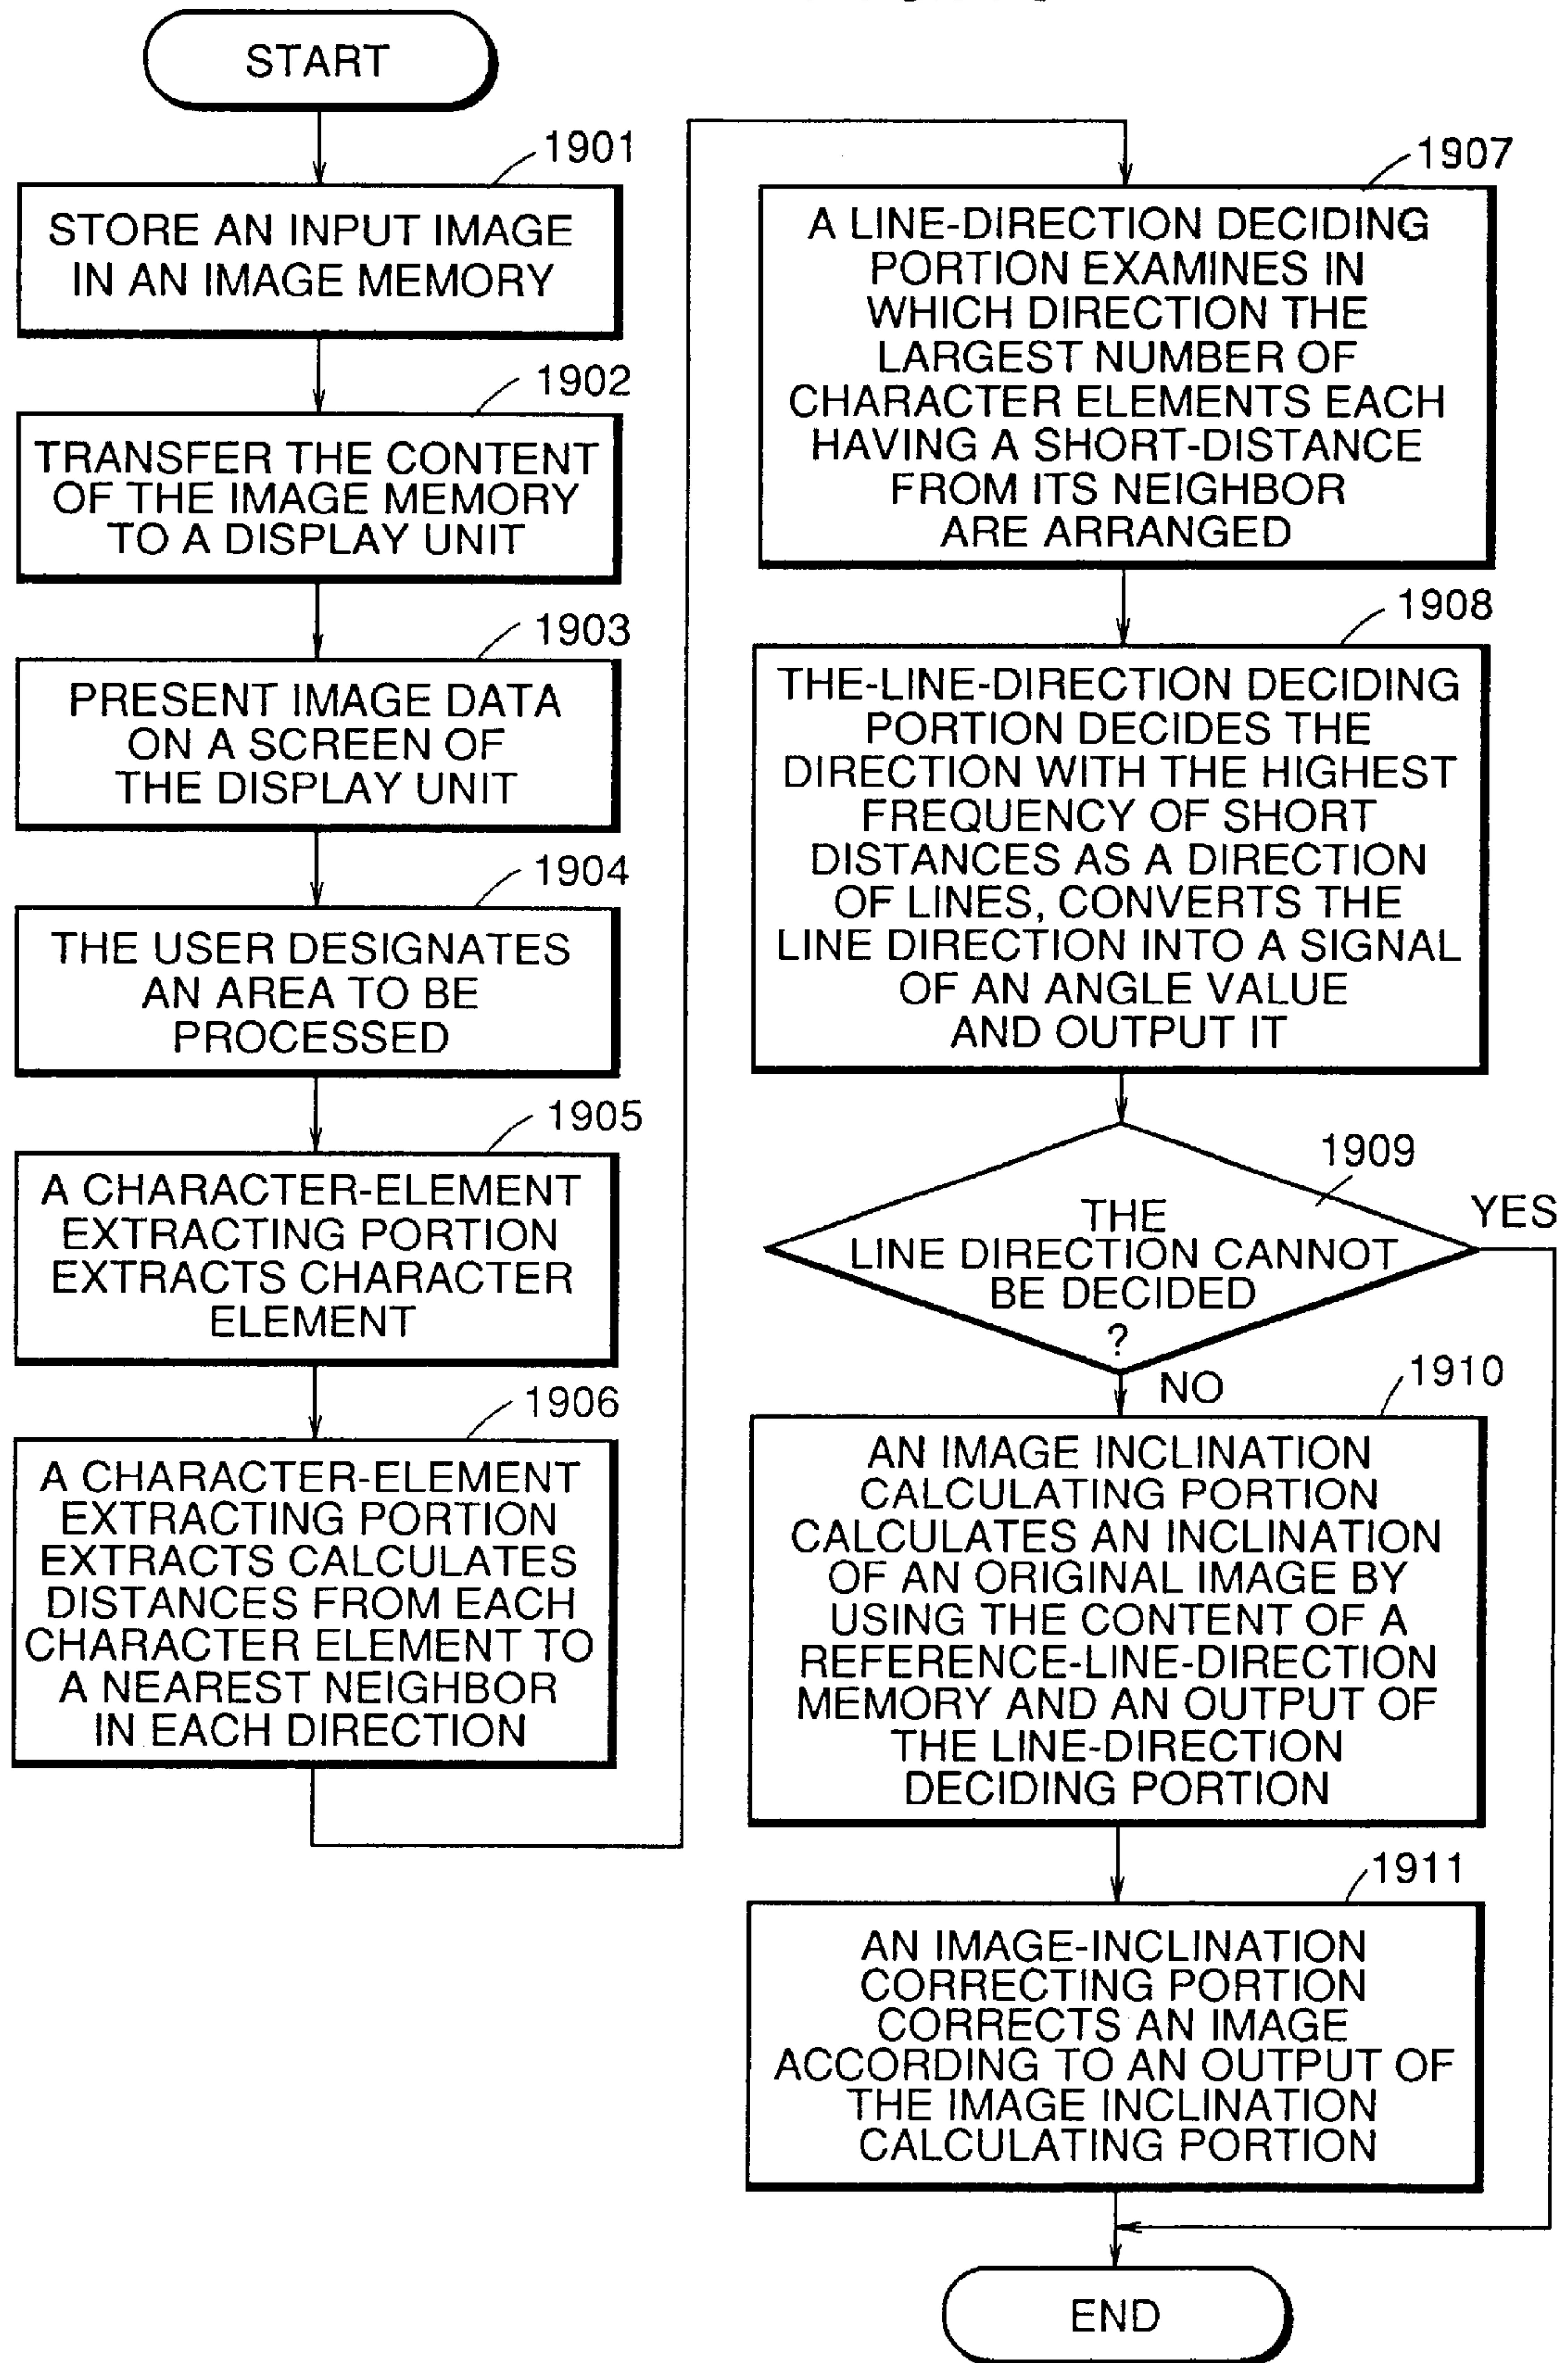 START
1901
STORE AN INPUT IMAGE
IN AN IMAGE MEMORY
1902
TRANSFER THE CONTENT
OF THE IMAGE MEMORY
TO A DISPLAY UNIT
1903
PRESENT IMAGE DATA
ON A SCREEN OF
THE DISPLAY UNIT
1904
THE USER DESIGNATES
AN AREA TO BE
PROCESSED
1905
A CHARACTER-ELEMENT
EXTRACTING PORTION
EXTRACTS CHARACTER
ELEMENT
1906
A CHARACTER-ELEMENT
EXTRACTING PORTION
EXTRACTS CALCULATES
DISTANCES FROM EACH
CHARACTER ELEMENT TO
A NEAREST NEIGHBOR
IN EACH DIRECTION
1907
A LINE-DIRECTION DECIDING
PORTION EXAMINES IN
WHICH DIRECTION THE
LARGEST NUMBER OF
CHARACTER ELEMENTS EACH
HAVING A SHORT-DISTANCE
FROM ITS NEIGHBOR
ARE ARRANGED
1908
THE-LINE-DIRECTION DECIDING
PORTION DECIDES THE
DIRECTION WITH THE HIGHEST
FREQUENCY OF SHORT
DISTANCES AS A DIRECTION
OF LINES, CONVERTS THE
LINE DIRECTION INTO A SIGNAL
OF AN ANGLE VALUE
AND OUTPUT IT
1909
YES
THE
LINE DIRECTION CANNOT
BE DECIDED
?
NO
1910
AN IMAGE INCLINATION
CALCULATING PORTION
CALCULATES AN INCLINATION
OF AN ORIGINAL IMAGE BY
USING THE CONTENT OF A
REFERENCE-LINE-DIRECTION
MEMORY AND AN OUTPUT OF
THE LINE-DIRECTION
DECIDING PORTION
1911
AN IMAGE-INCLINATION
CORRECTING PORTION
CORRECTS AN IMAGE
ACCORDING TO AN OUTPUT OF
THE IMAGE INCLINATION
CALCULATING PORTION
END